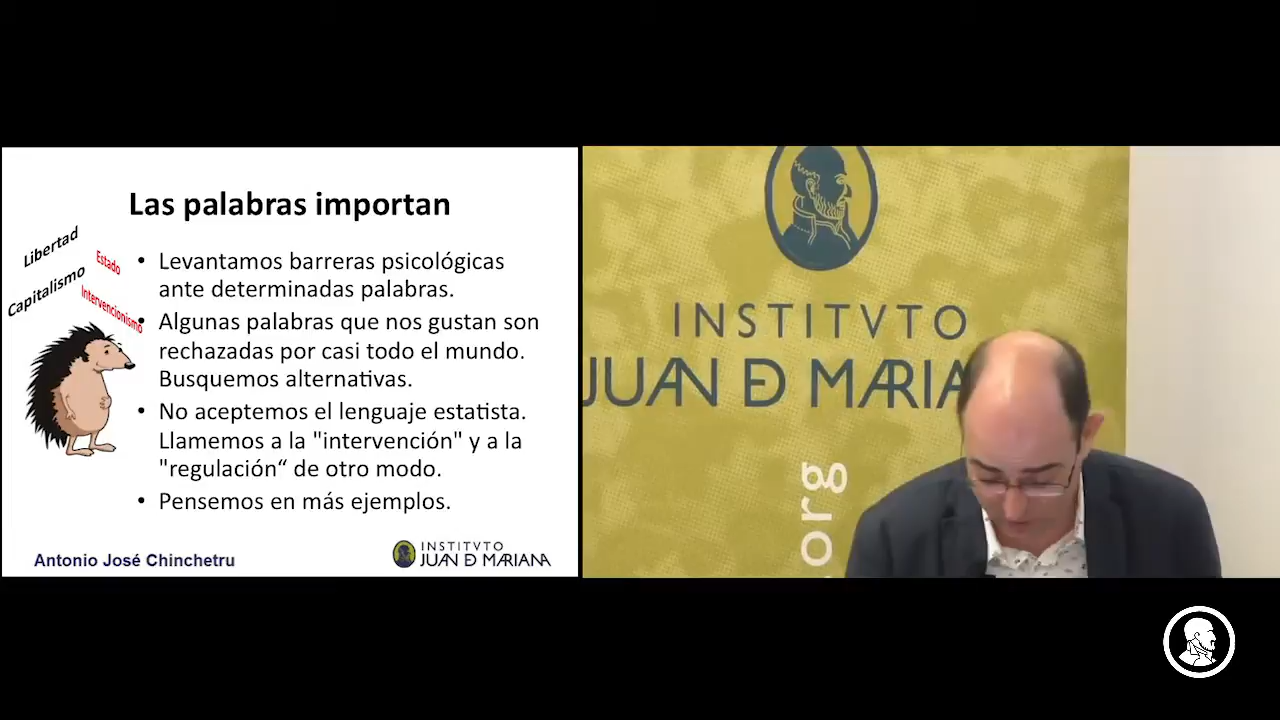 Las palabras importan
Libertad
Estado
Capitalismo
Intervencionismo
• Levantamos barreras psicológicas
ante determinadas palabras.
• Algunas palabras que nos gustan son
rechazadas por casi todo el mundo.
Busquemos alternativas.
• No aceptemos el lenguaje estatista.
Llamemos a la "intervención" y a la
"regulación“ de otro modo.
• Pensemos en más ejemplos.
Antonio José Chinchetru
INSTITVTO
JUAN Đ MARIANA
INSTITVTO
JUAN Đ MARIA
.org